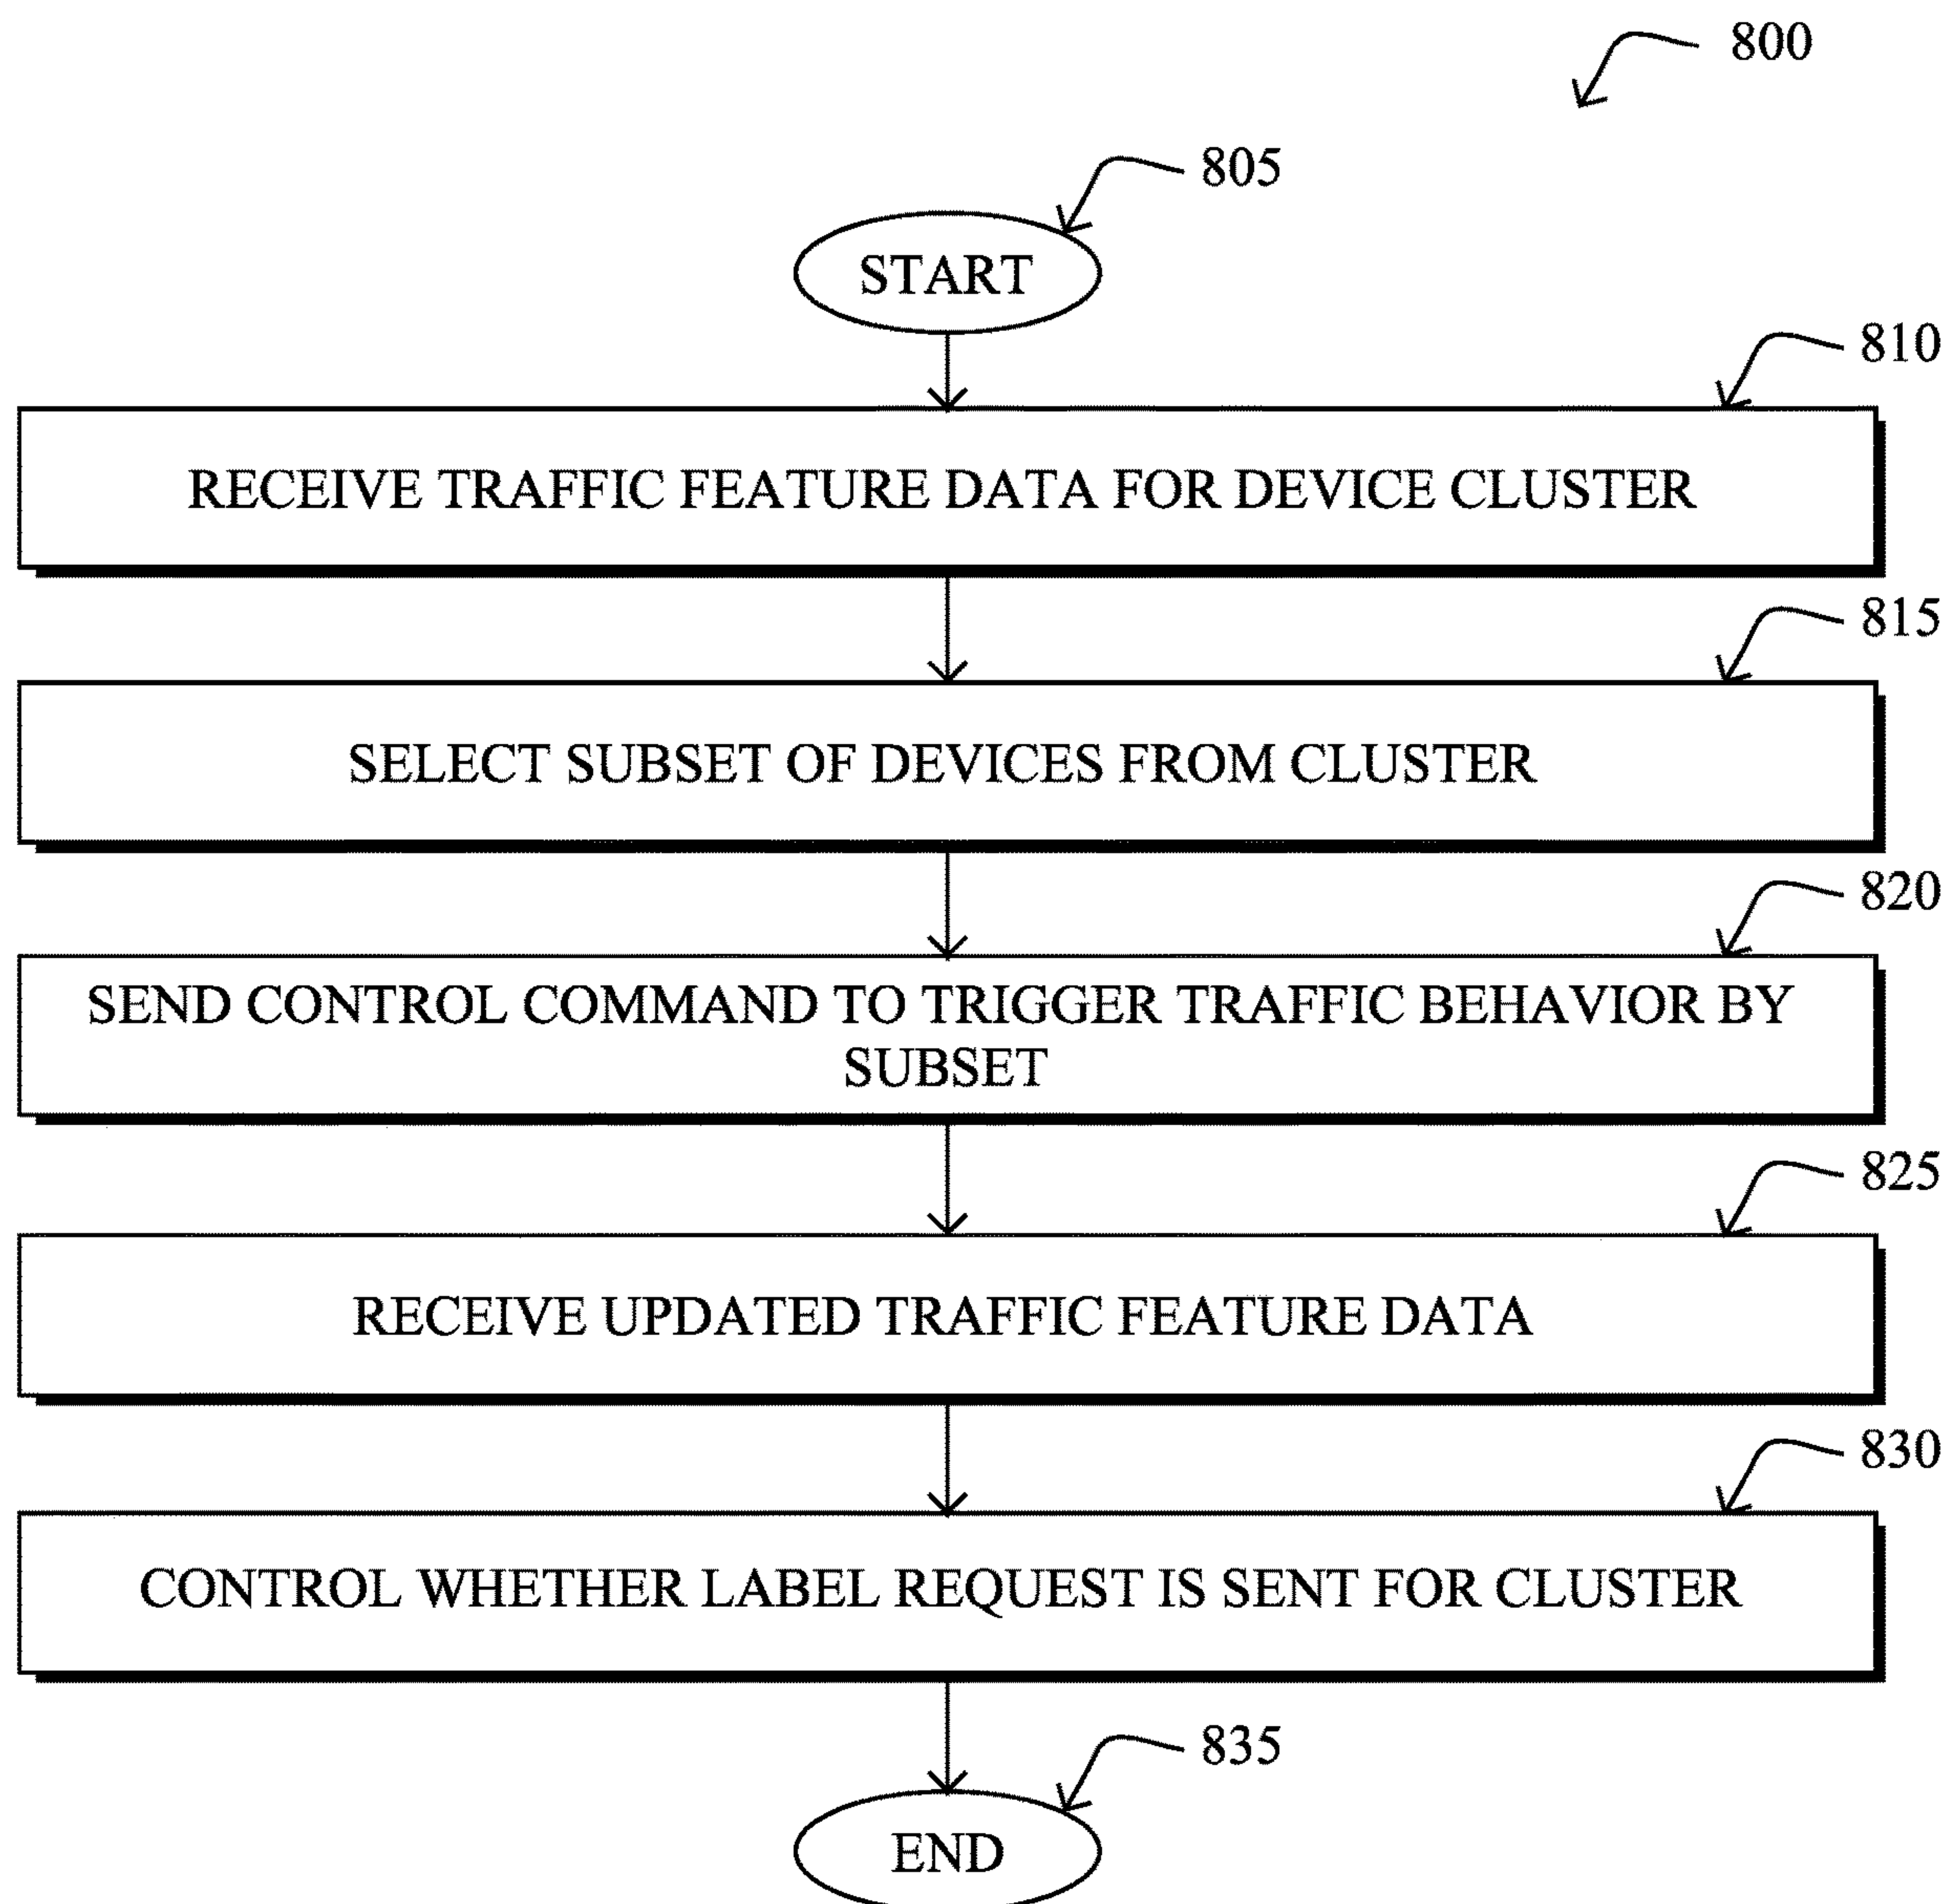 800
805
START
810
RECEIVE TRAFFIC FEATURE DATA FOR DEVICE CLUSTER
815
SELECT SUBSET OF DEVICES FROM CLUSTER
820
SEND CONTROL COMMAND TO TRIGGER TRAFFIC BEHAVIOR BY
SUBSET
825
RECEIVE UPDATED TRAFFIC FEATURE DATA
830
CONTROL WHETHER LABEL REQUEST IS SENT FOR CLUSTER
835
END